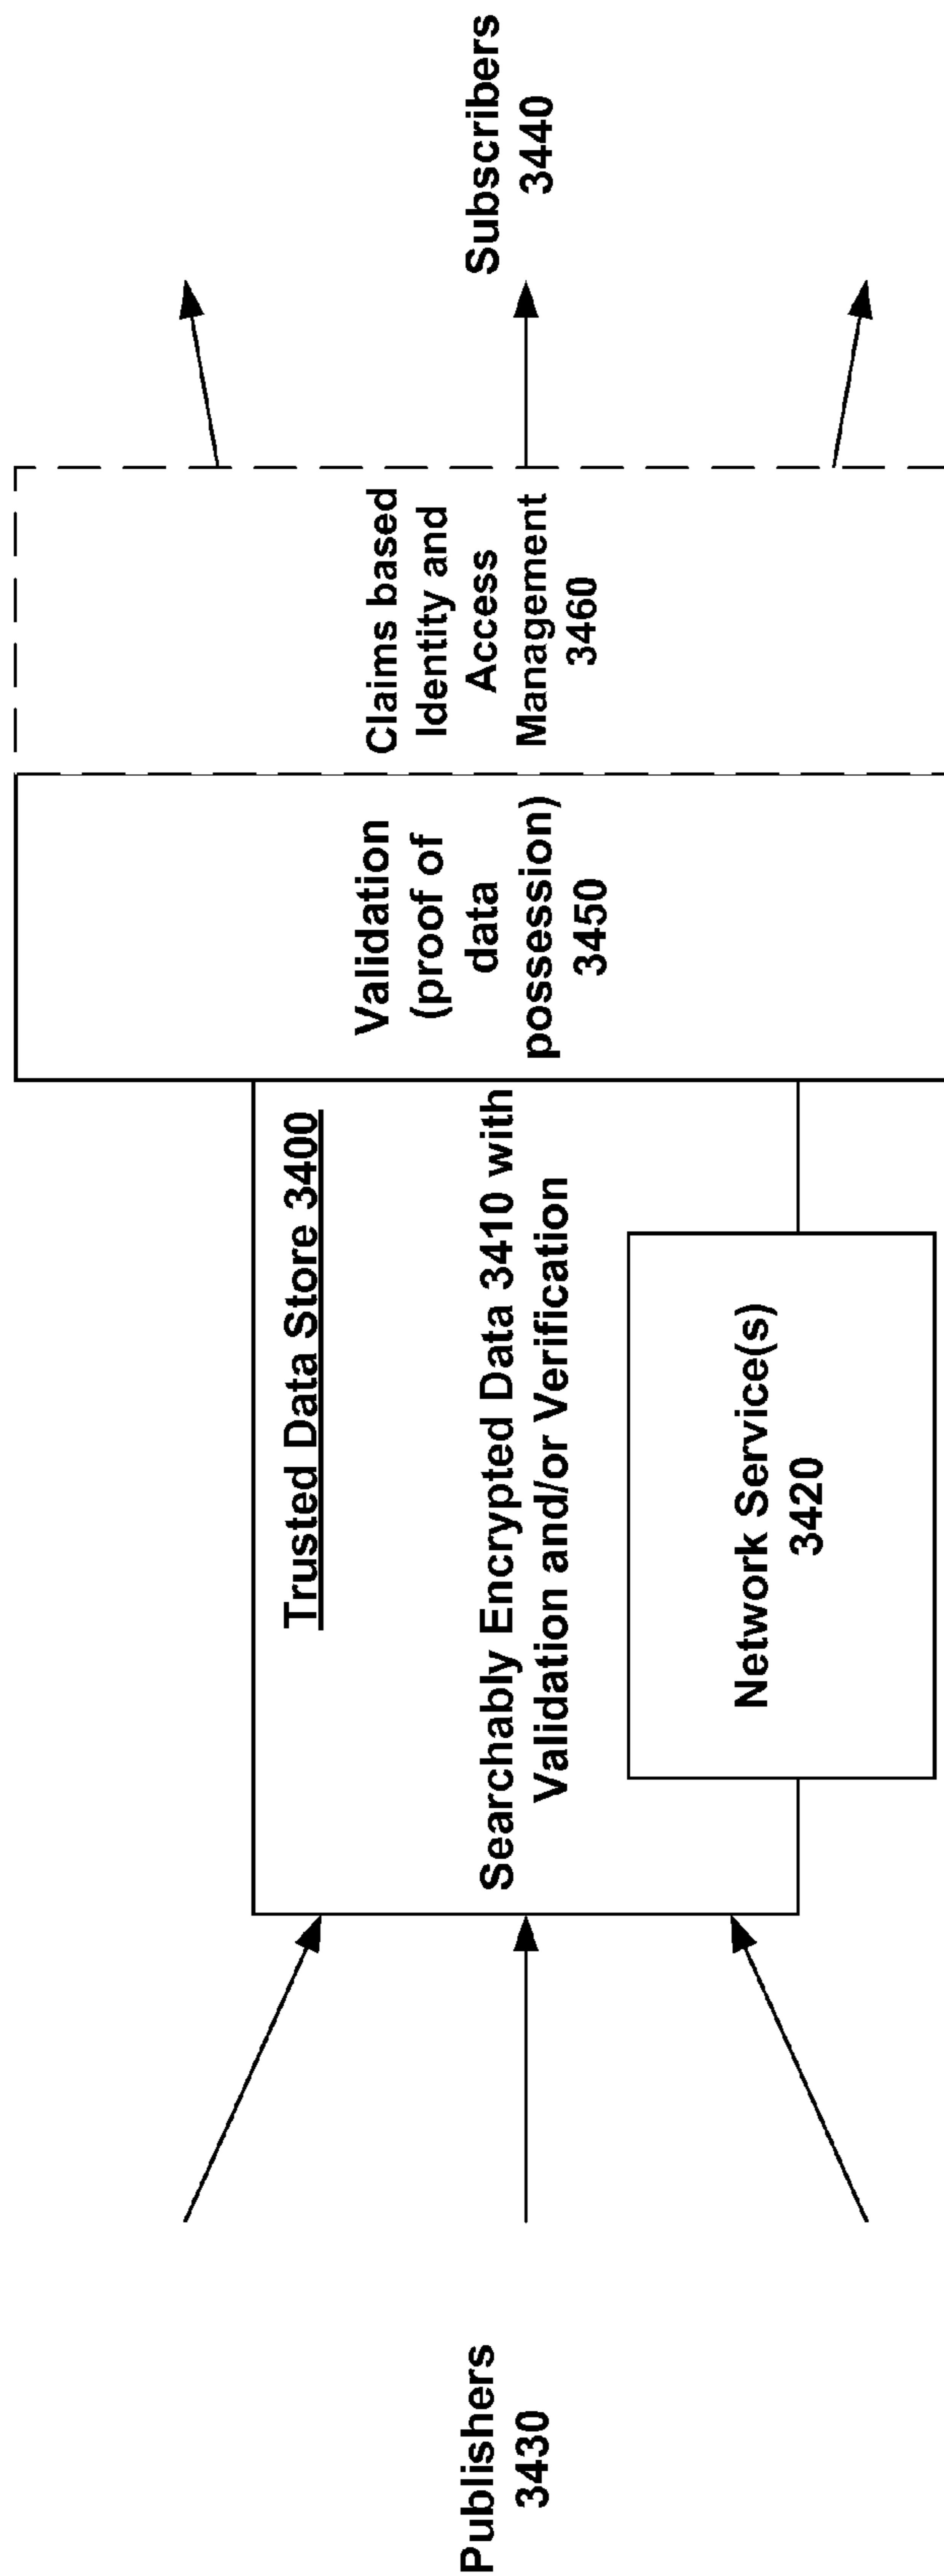 Publishers
3430
Trusted Data Store 3400
Searchably Encrypted Data 3410 with
Validation and/or Verification
Network Service(s)
3420
Validation
(proof of
data
possession)
3450
Claims based
Identity and
Access
Management
3460
Subscribers
3440